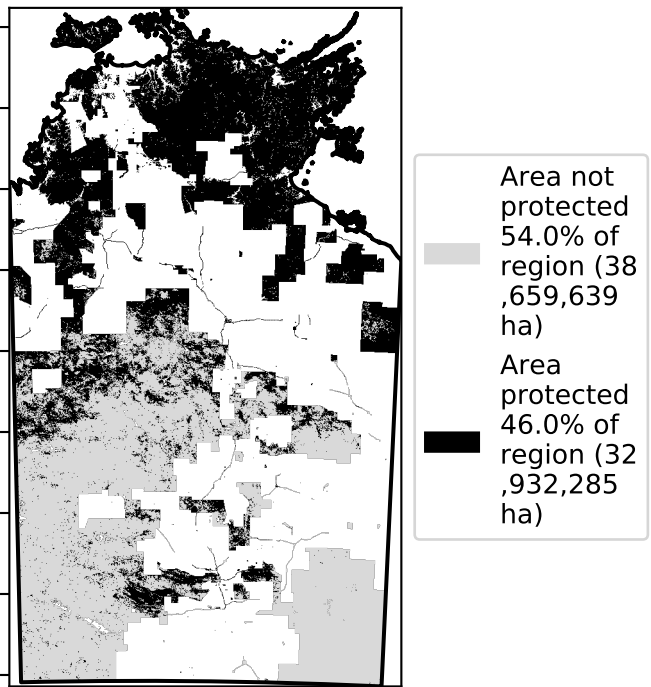 Area not
protected
54.0% of
region (38
,659,639
ha)
Area
protected
46.0% of
region (32
,932,285
ha)